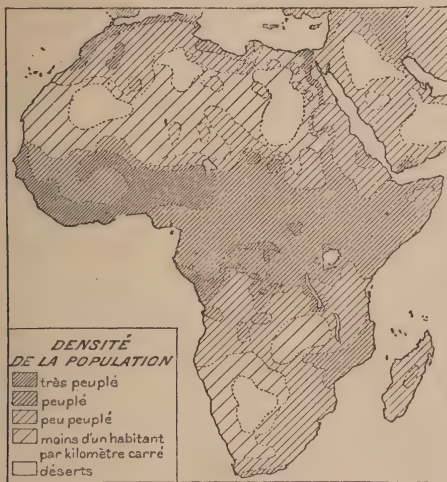 DENSITÉ
DE LA POPULATION
très peuplé
peuplé
peu peuplé
moins d'un habitant
par kilomètre carré
déserts